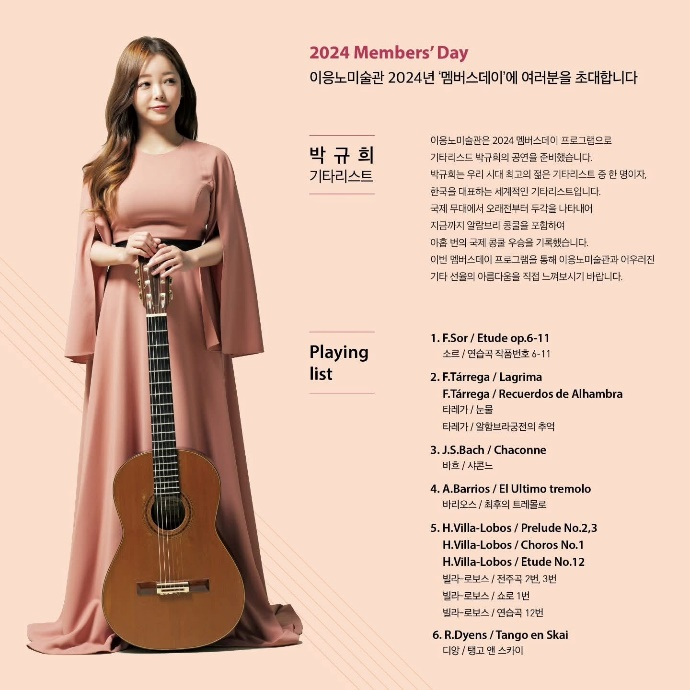 2024 Members' Day
이응노미술관 2024년 '멤버스데이'에 여러분을 초대합니다
박 규 희
기타리스트
이응노미술관은 2024 멤버스데이 프로그램으로
기타리스트 박규희의 공연을 준비했습니다.
박규희는 우리 시대 최고의 젊은 기타리스트 중 한 명이자,
한국을 대표하는 세계적인 기타리스트입니다.
국제 무대에서 오래전부터 두각을 나타내어
지금까지 알람브라 콩쿨을 포함하여
아홉 번의 국제 콩쿨 우승을 기록했습니다.
이번 멤버스데이 프로그램을 통해 이응노미술관과 어우러진
기타 선율의 아름다움을 직접 느껴보시기 바랍니다.
Playing
list
1. F.Sor / Etude op.6-11
소르 / 연습곡 작품번호 6-11
2. F.Tárrega / Lagrima
F.Tárrega / Recuerdos de Alhambra
타레가 / 눈물
타레가 / 알함브라궁전의 추억
3. J.S.Bach / Chaconne
바흐 / 샤콘느
4. A.Barrios / El Ultimo tremolo
바리오스 / 최후의 트레몰로
5. H.Villa-Lobos / Prelude No.2,3
H.Villa-Lobos / Choros No.1
H.Villa-Lobos / Etude No.12
빌라-로보스 / 전주곡 2번, 3번
빌라-로보스 / 쇼로 1번
빌라-로보스 / 연습곡 12번
6. R.Dyens / Tango en Skai
디앙 / 탱고 앤 스카이